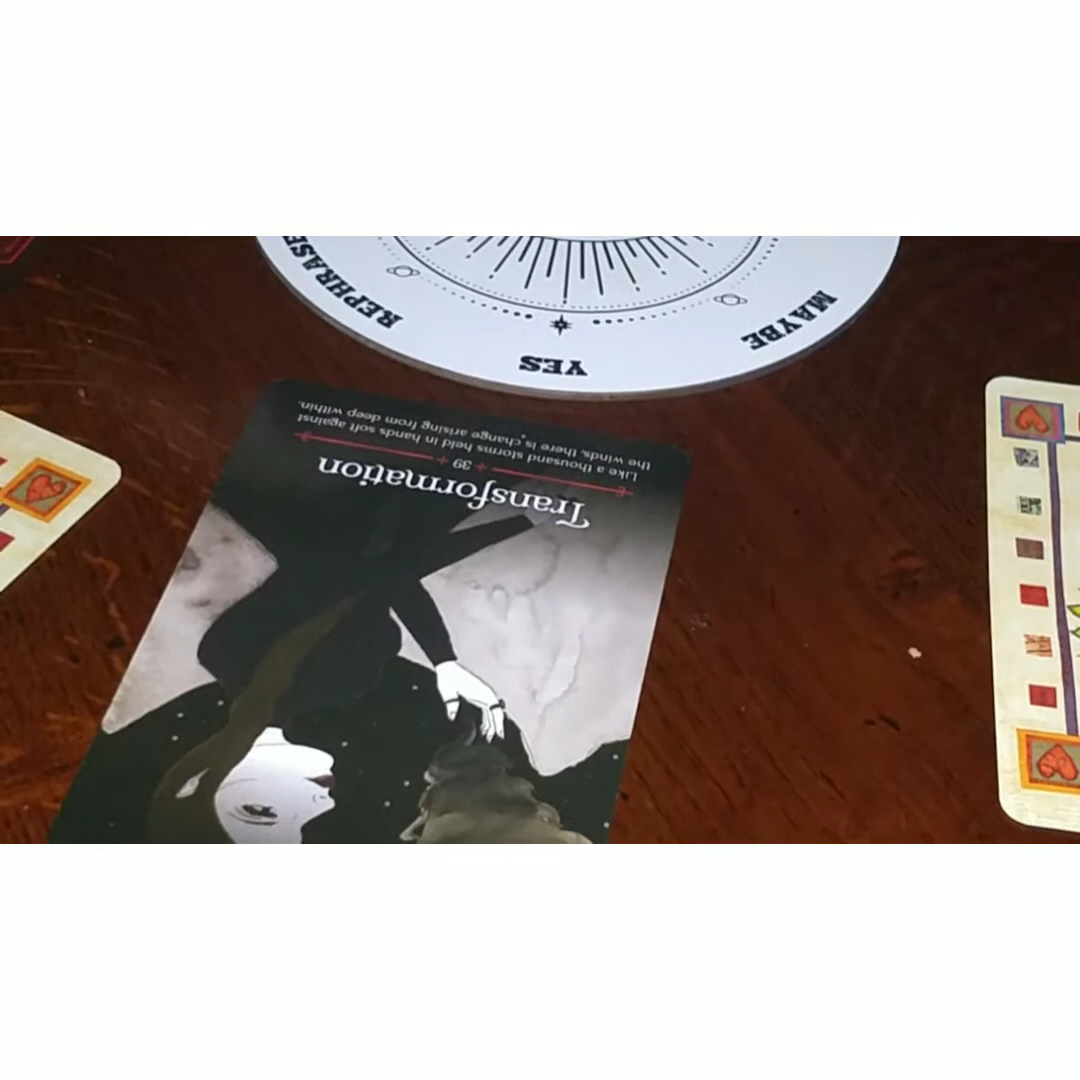 REPHRASE
YES
MAYBE
Transformation
39
Like a thousand storms held in hands soft against
the winds, there is change arising from deep within.